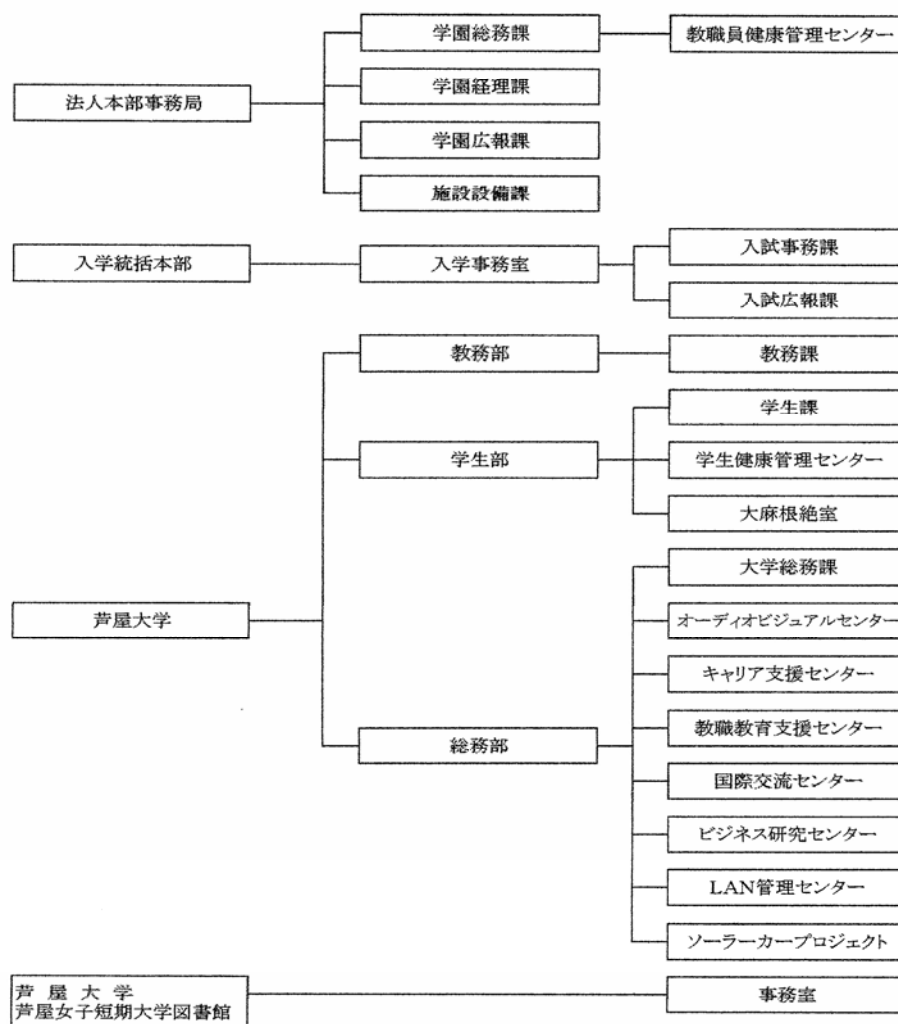 学園総務課
教職員健康管理センター
学園経理課
法人本部事務局
学園広報課
施設設備課
入試事務課
入学統括本部
入学事務室
入試広報課
教務部
教務課
学生課
学生部
学生健康管理センター
大麻根絶室
大学総務課
芦屋大学
オーディオビジュアルセンター
キャリア支援センター
教職教育支援センター
総務部
国際交流センター
ビジネス研究センター
LAN管理センター
ソーラーカープロジェクト
芦屋大学
芦屋女子短期大学図書館
事務室